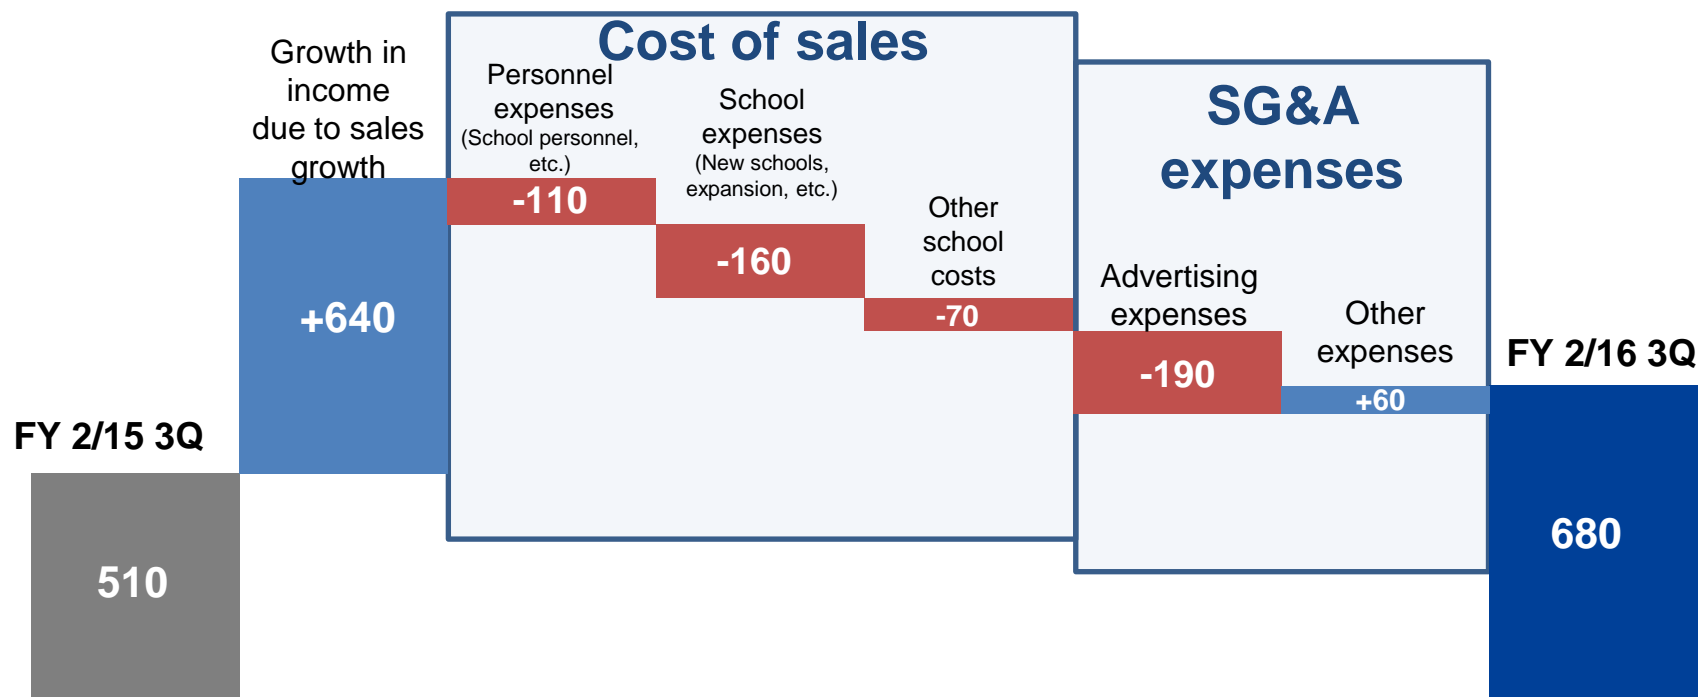 Cost of sales
Growth in
income
due to sales
growth
+640
Personnel
expenses
(School personnel,
etc.)
-110
School
expenses
(New schools,
expansion, etc.)
-160
Other
school
costs
-70
SG&A
expenses
Advertising
expenses
-190
Other
expenses
+60
FY 2/15 3Q
510
FY 2/16 3Q
680